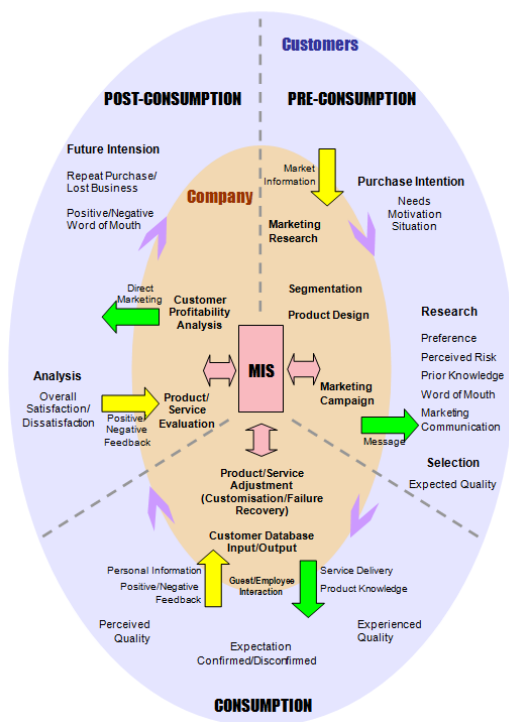 Customers
POST-CONSUMPTION
PRE-CONSUMPTION
Future Intension
Repeat Purchase/
Lost Business
Positive/Negative
Word of Mouth
Company
Market
Information
Marketing
Research
Purchase Intention
Needs
Motivation
Situation
Direct
Marketing
Customer
Profitability
Analysis
Segmentation
Product Design
Research
Preference
Perceived Risk
Prior Knowledge
Word of Mouth
Marketing
Communication
MIS
Analysis
Overall
Satisfaction/
Dissatisfaction
Positive/
Negative
Feedback
Product/
Service
Evaluation
Marketing
Campaign
Message
Selection
Expected Quality
Product/Service
Adjustment
(Customisation/Failure
Recovery)
Customer Database
Input/Output
Personal Information
Positive/Negative
Feedback
Guest/Employee
Interaction
Service Delivery
Product Knowledge
Perceived
Quality
Expectation
Confirmed/Disconfirmed
Experienced
Quality
CONSUMPTION